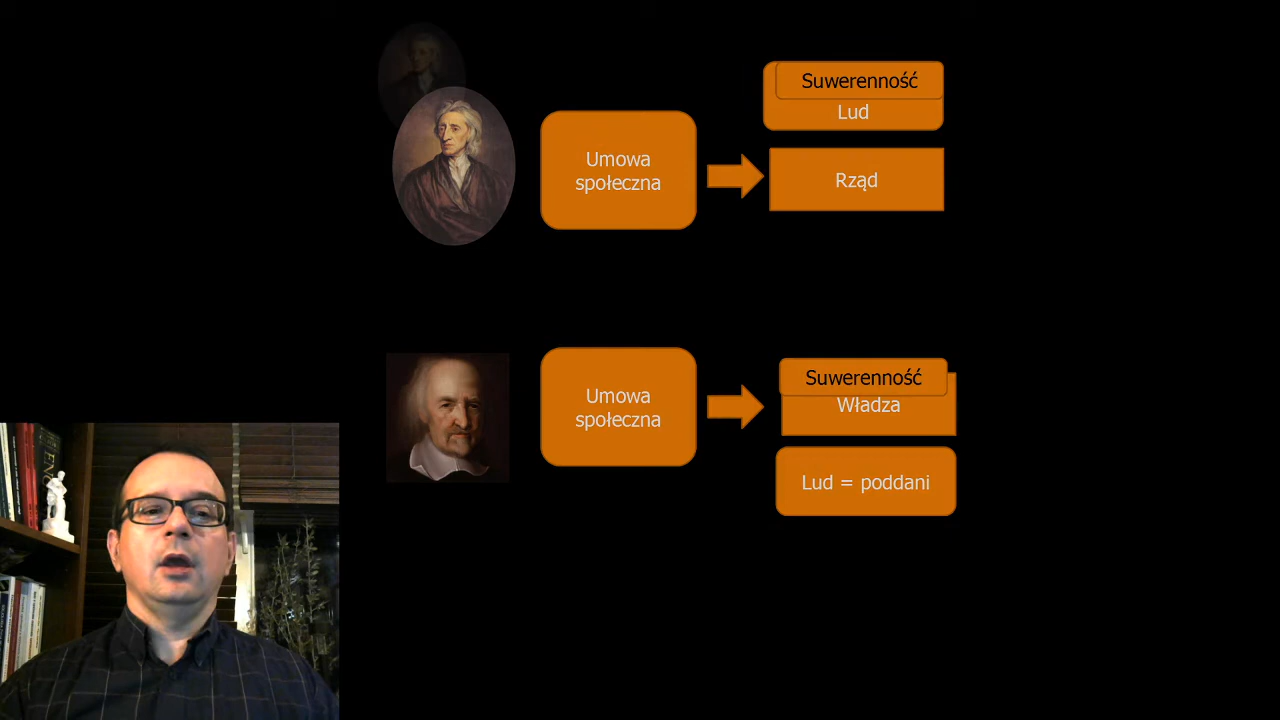 Suwerenność
Lud
Umowa
społeczna
Rząd
Suwerenność
Władza
Umowa
społeczna
Lud = poddani